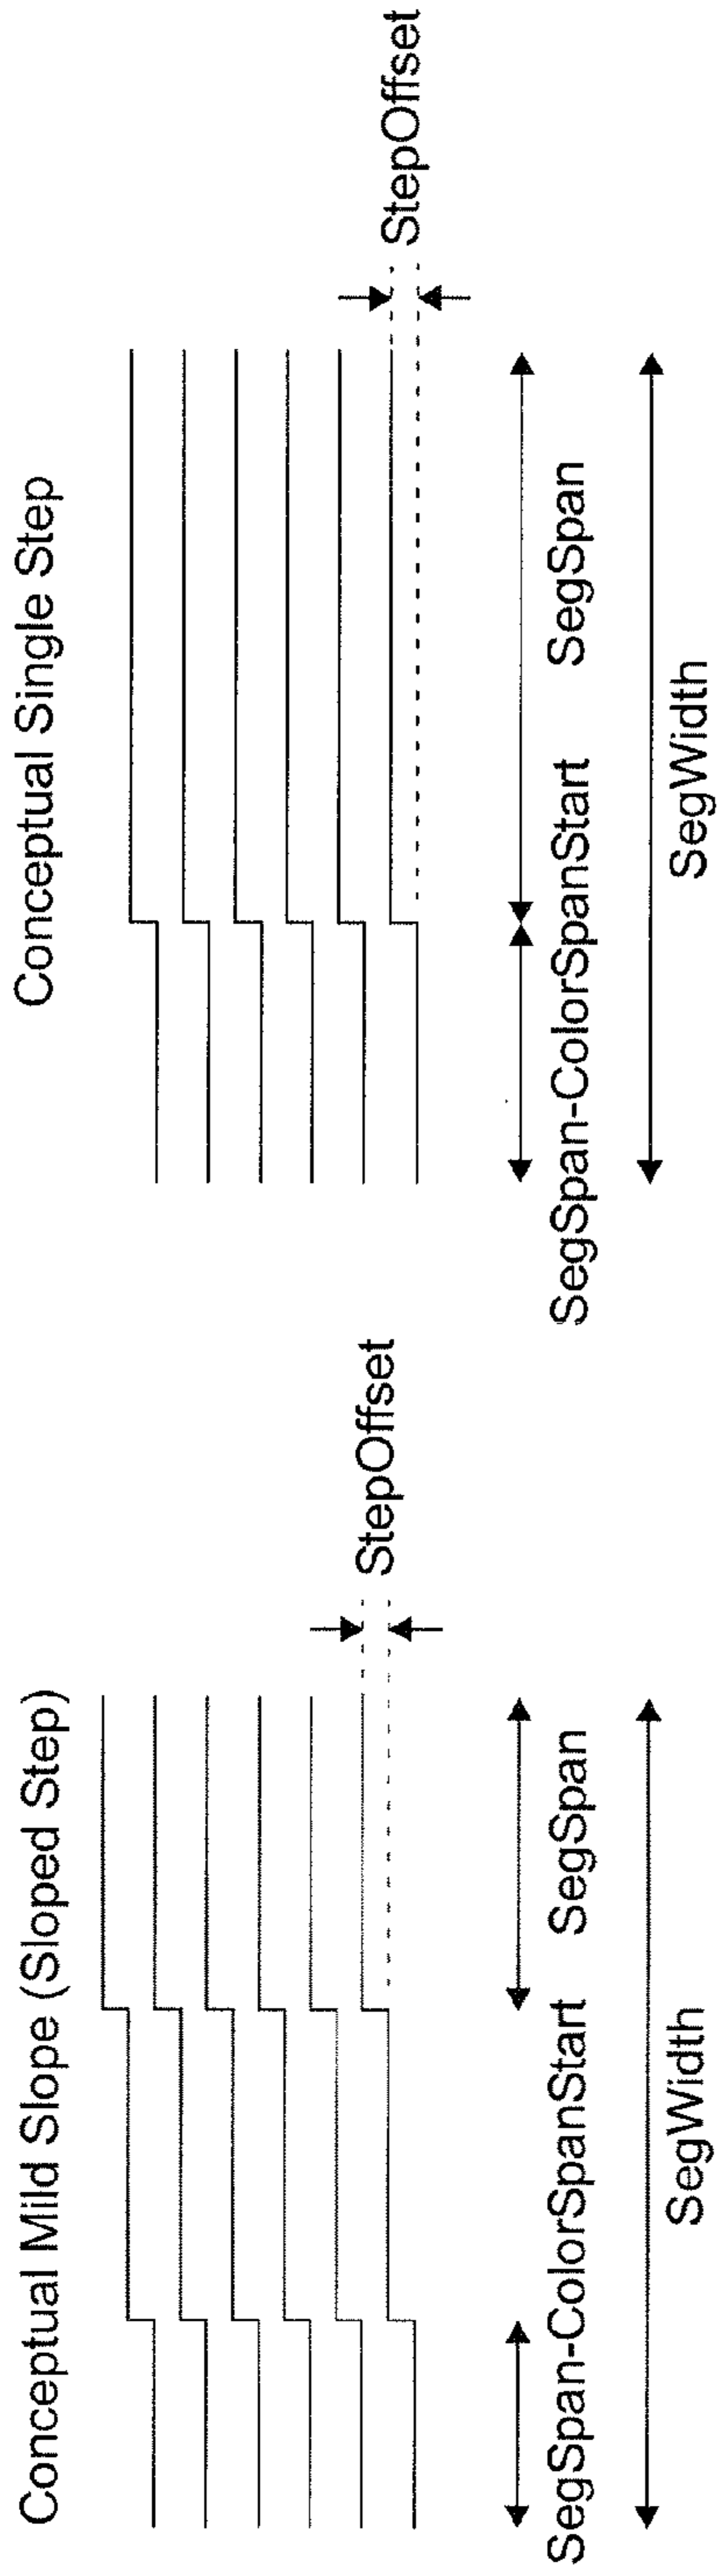 Conceptual Mild Slope (Sloped Step)
StepOffset
SegSpan-ColorSpanStart
SegSpan
SegWidth
Conceptual Single Step
StepOffset
SegSpan-ColorSpanStart
SegSpan
SegWidth